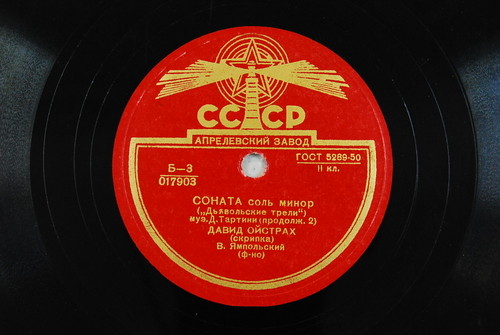 СССР
АПРЕЛЕВСКИЙ ЗАВОД
Б—3
017903
ГОСТ 5289-50
II кл.
СОНАТА СОЛЬ МИНОР
(„Дьявольские трели“)
муз. Д. Тартини (продолж. 2)
ДАВИД ОЙСТРАХ
(скрипка)
В. Ямпольский
(ф-но)